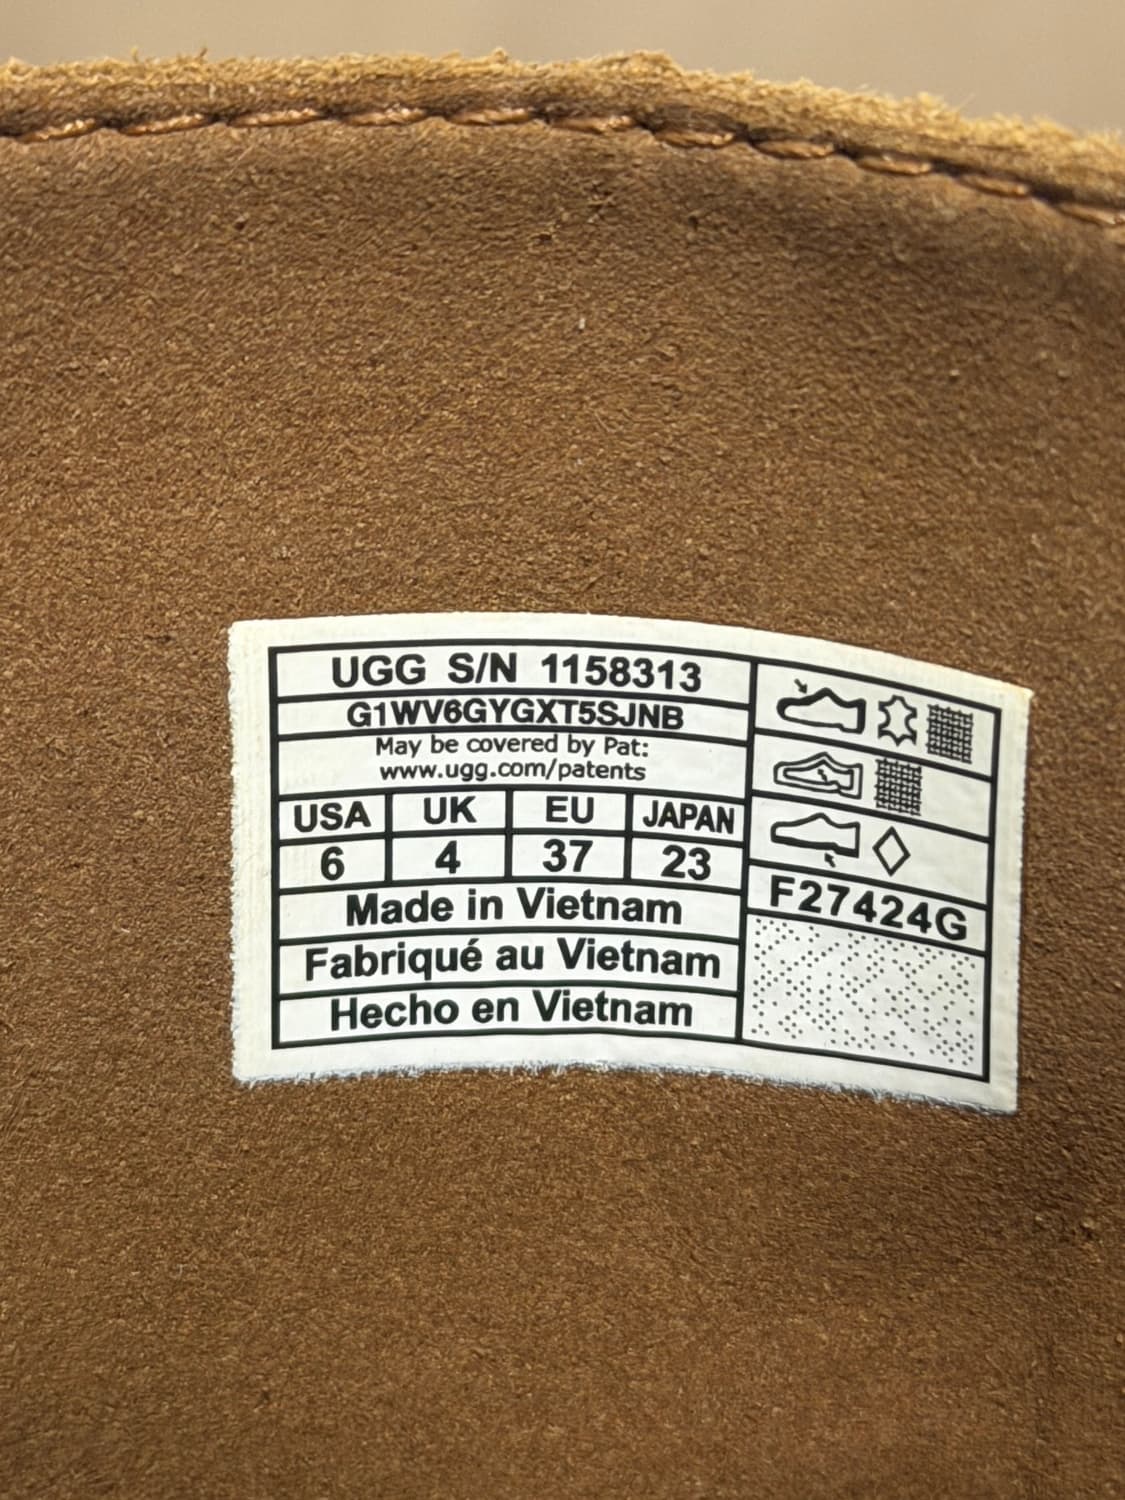 UGG S/N 1158313
G1WV6GYGXT5SJNB
May be covered by Pat:
www.ugg.com/patents
USA UK EU JAPAN
6 4 37 23
Made in Vietnam
Fabriqué au Vietnam
Hecho en Vietnam
F27424G